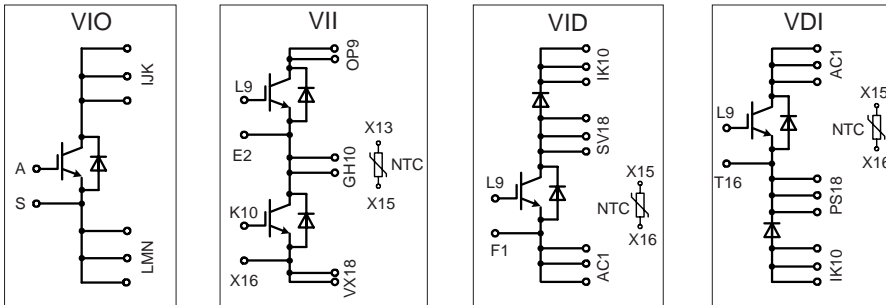 VIO
IJK
A
S
LMN
VII
OP9
L9
E2
X13
NTC
GH10
X15
K10
X16
VX18
VID
IK10
SV18
L9
X15
NTC
X16
F1
AC1
VDI
AC1
X15
L9
NTC
X16
T16
PS18
IK10